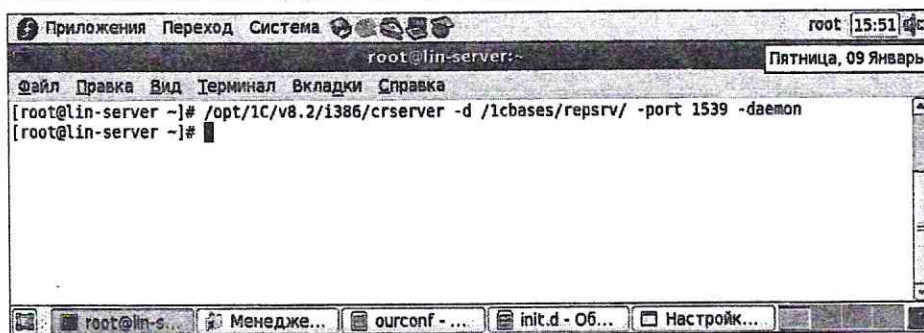 Приложения Переход Система root 15:51
root@lin-server:~ Пятница, 09 Январь
Файл Правка Вид Терминал Вкладки Справка
[root@lin-server ~]# /opt/1C/v8.2/i386/crserver -d /1cbases/repsrv/ -port 1539 -daemon
[root@lin-server ~]#
root@lin-s... Менедже... ourconf - ... init.d - Об... Настройк...